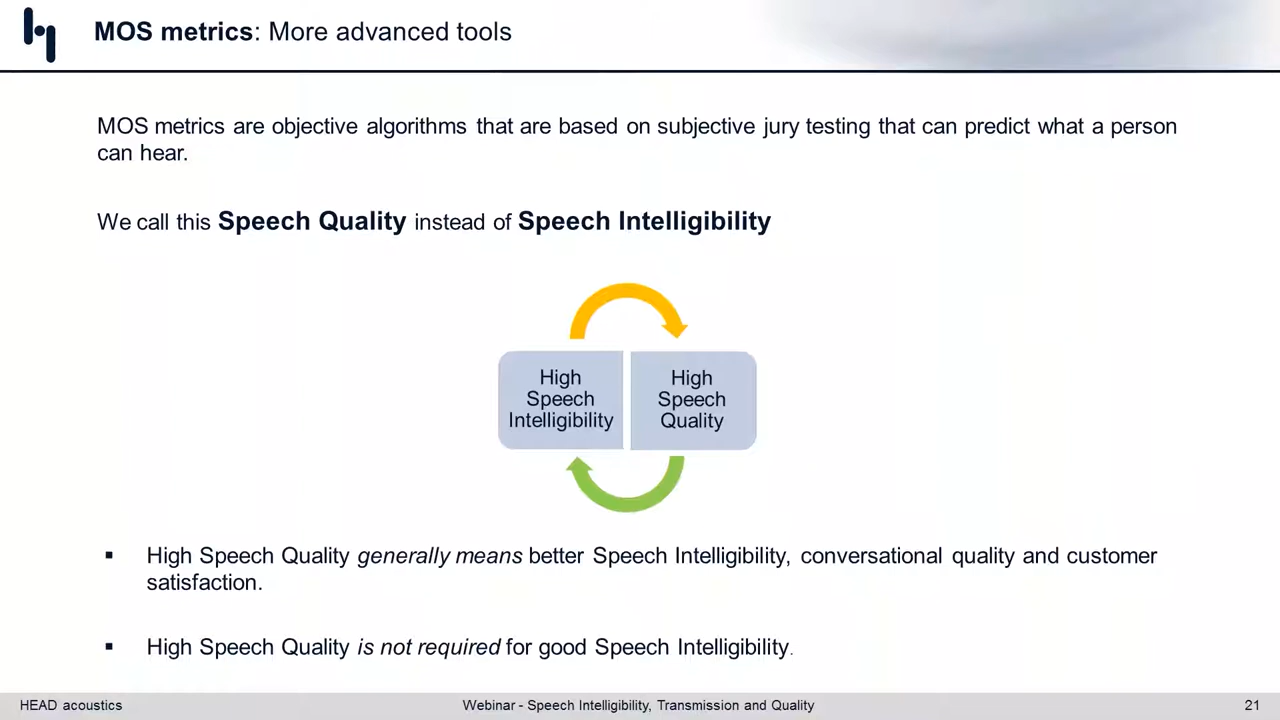 MOS metrics: More advanced tools
MOS metrics are objective algorithms that are based on subjective jury testing that can predict what a person
can hear.
We call this Speech Quality instead of Speech Intelligibility
High
Speech
Intelligibility
High
Speech
Quality
▪ High Speech Quality generally means better Speech Intelligibility, conversational quality and customer
satisfaction.
▪ High Speech Quality is not required for good Speech Intelligibility.
HEAD acoustics
Webinar - Speech Intelligibility, Transmission and Quality
21